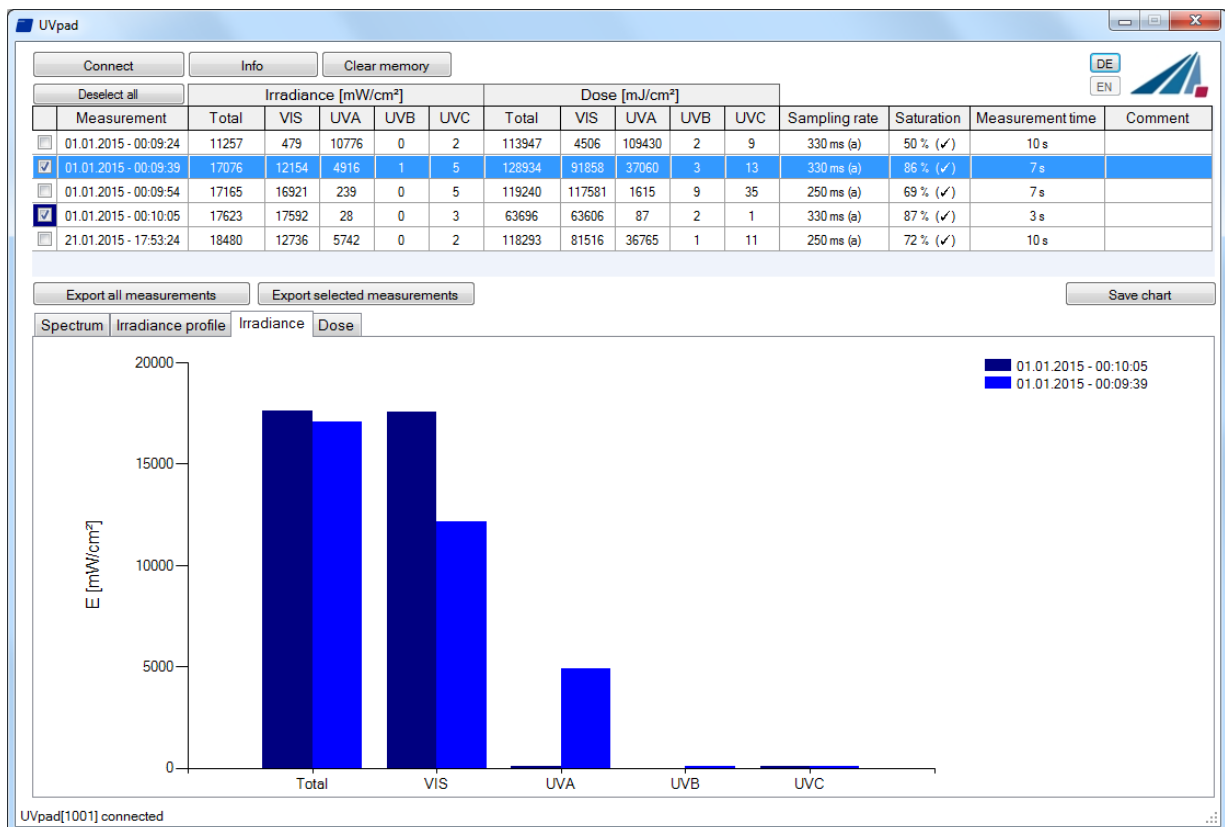 UVpad
Connect Info Clear memory DE
Deselect all Irradiance [mW/cm²] Dose [mJ/cm²] EN
Measurement Total VIS UVA UVB UVC Total VIS UVA UVB UVC Sampling rate Saturation Measurement time Comment
01.01.2015 - 00:09:24 11257 479 10776 0 2 113947 4506 109430 2 9 330 ms (a) 50 % (✓) 10 s
01.01.2015 - 00:09:39 17076 12154 4916 1 5 128934 91858 37060 3 13 330 ms (a) 86 % (✓) 7 s
01.01.2015 - 00:09:54 17165 16921 239 0 5 119240 117581 1615 9 35 250 ms (a) 69 % (✓) 7 s
01.01.2015 - 00:10:05 17623 17592 28 0 3 63696 63606 87 2 1 330 ms (a) 87 % (✓) 3 s
21.01.2015 - 17:53:24 18480 12736 5742 0 2 118293 81516 36765 1 11 250 ms (a) 72 % (✓) 10 s
Export all measurements Export selected measurements Save chart
Spectrum Irradiance profile Irradiance Dose
20000
01.01.2015 - 00:10:05
01.01.2015 - 00:09:39
15000
E [mW/cm²]
10000
5000
0
Total VIS UVA UVB UVC
UVpad[1001] connected